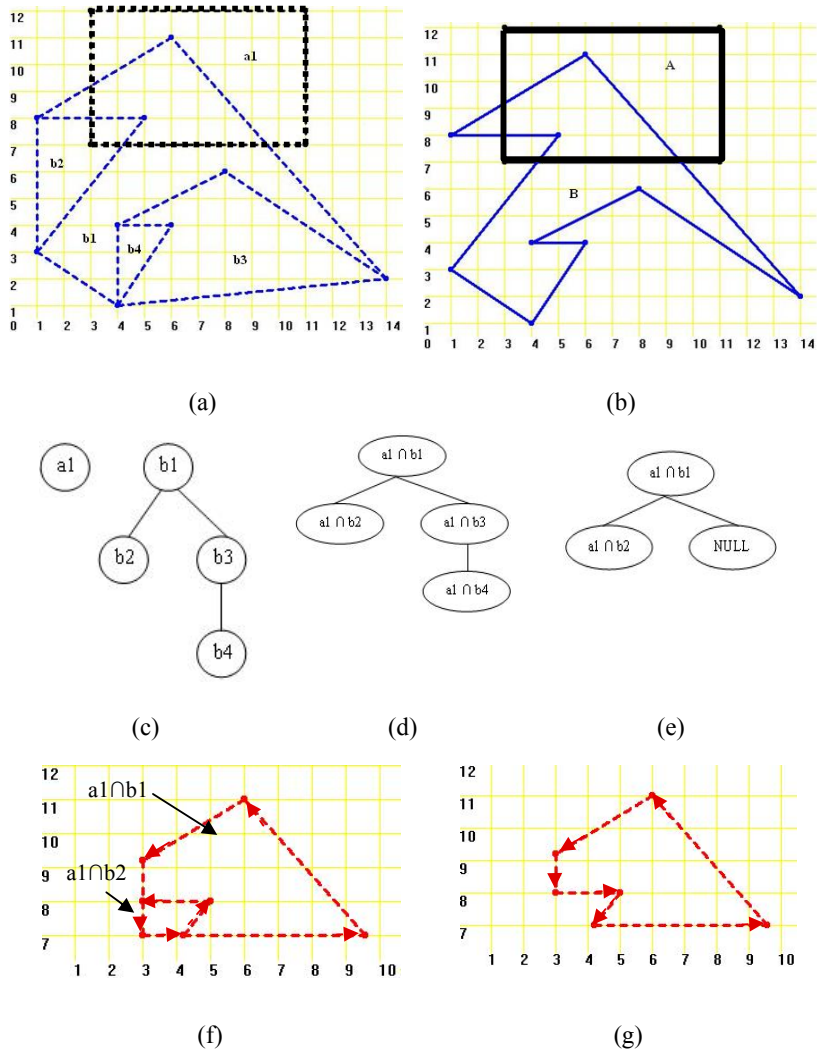 12
11
10
9
8
7
6
5
4
3
2
1
0 1 2 3 4 5 6 7 8 9 10 11 12 13 14
a1
b2
b1
b4
b3
12
11
10
9
8
7
6
5
4
3
2
1
0 1 2 3 4 5 6 7 8 9 10 11 12 13 14
A
B
(a) (b)
a1 b1
b2 b3
b4
a1 ∩ b1
a1 ∩ b2 a1 ∩ b3
a1 ∩ b4
a1 ∩ b1
a1 ∩ b2 NULL
(c) (d) (e)
12
11
10
9
8
7
1 2 3 4 5 6 7 8 9 10
a1∩b1
a1∩b2
12
11
10
9
8
7
1 2 3 4 5 6 7 8 9 10
(f) (g)